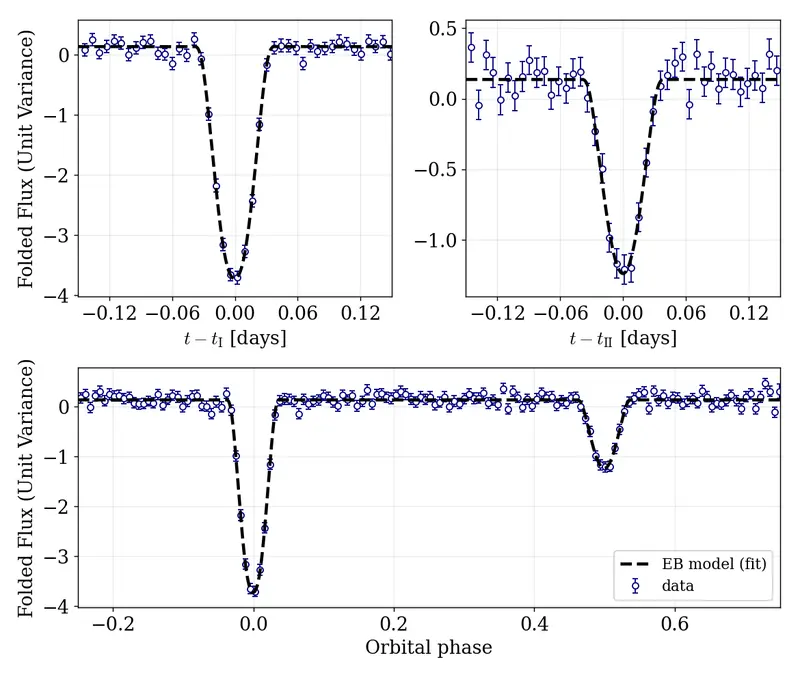 Folded Flux (Unit Variance)
0
−1
−2
−3
−4
−0.12 −0.06 0.00 0.06 0.12
t − tI [days]
0.5
0.0
−0.5
−1.0
−0.12 −0.06 0.00 0.06 0.12
t − tII [days]
Folded Flux (Unit Variance)
0
−1
−2
−3
−4
EB model (fit)
data
−0.2 0.0 0.2 0.4 0.6
Orbital phase